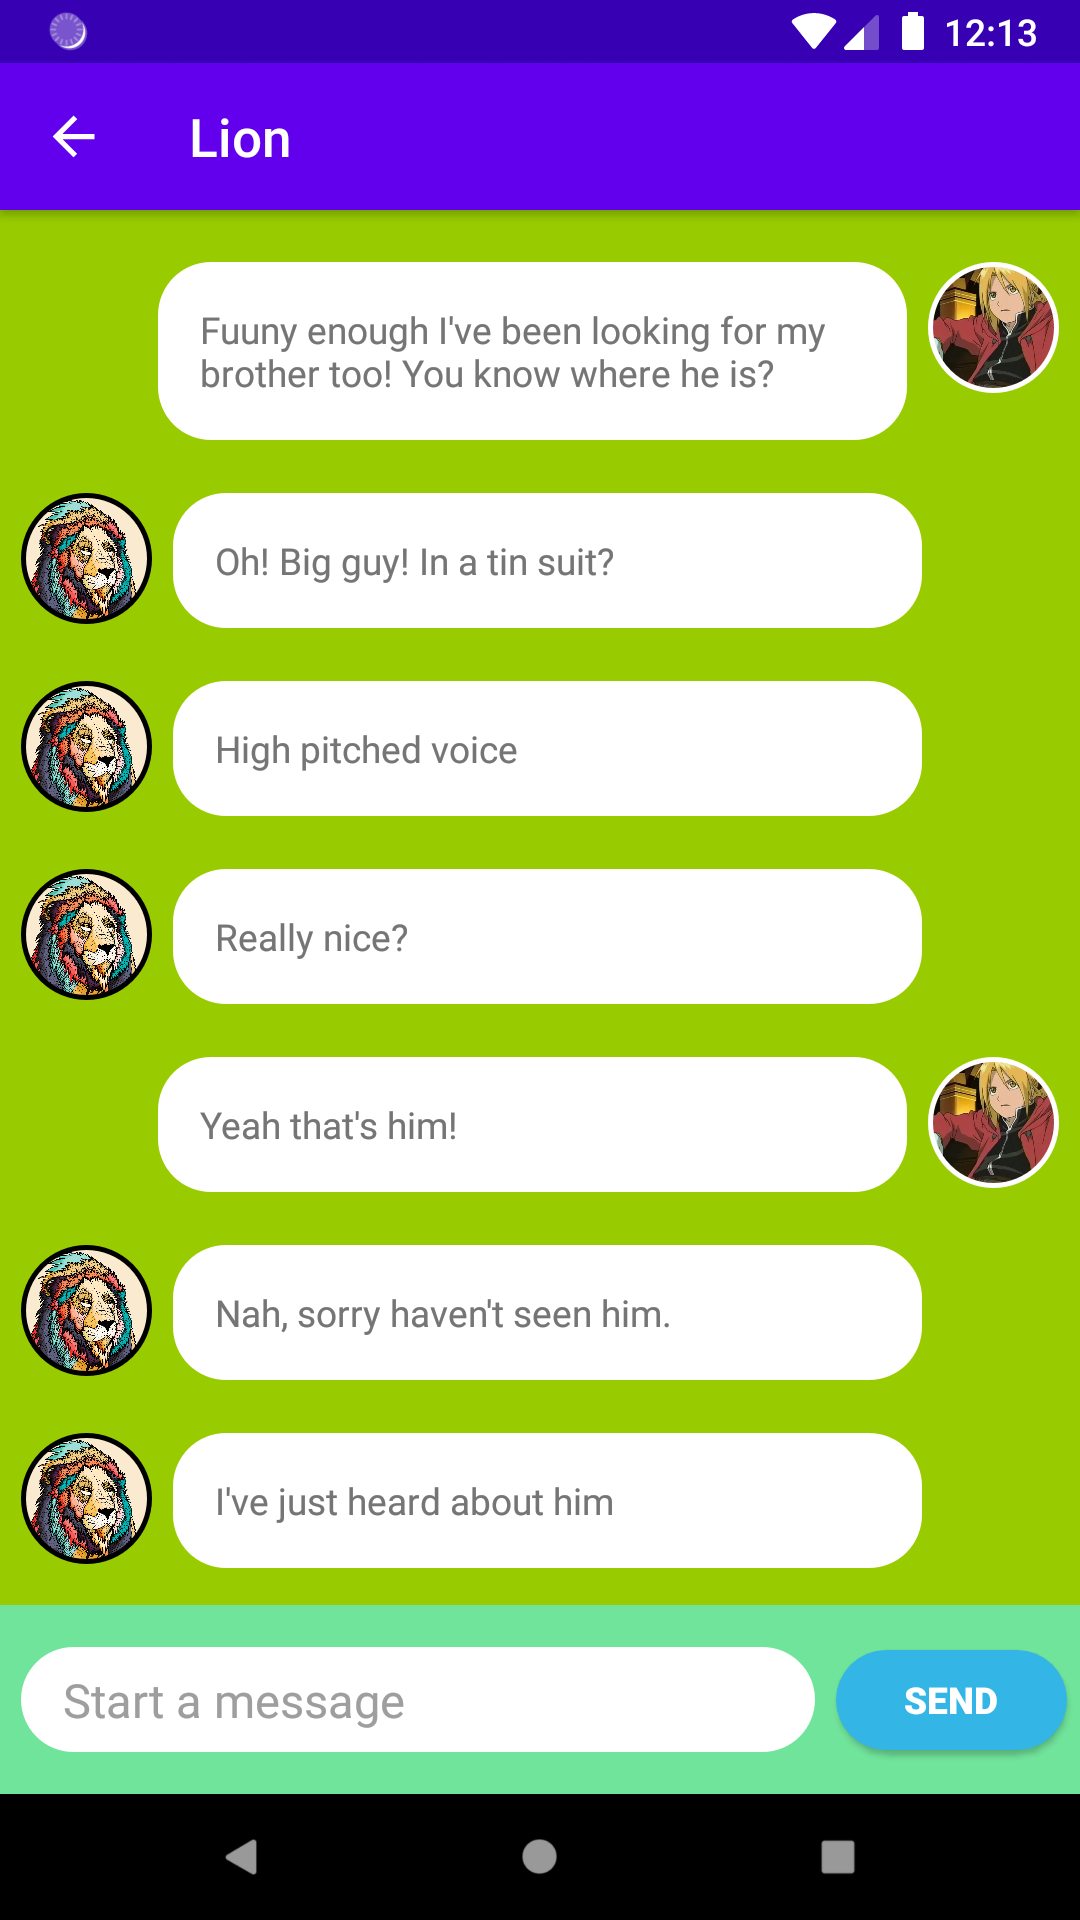 12:13
Lion
Fuuny enough I've been looking for my
brother too! You know where he is?
Oh! Big guy! In a tin suit?
High pitched voice
Really nice?
Yeah that's him!
Nah, sorry haven't seen him.
I've just heard about him
Start a message
SEND